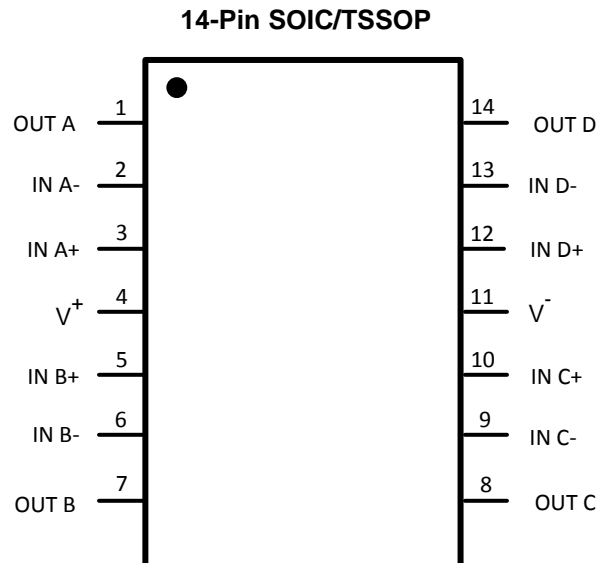 14-Pin SOIC/TSSOP
OUT A 1 14 OUT D
IN A- 2 13 IN D-
IN A+ 3 12 IN D+
V+ 4 11 V-
IN B+ 5 10 IN C+
IN B- 6 9 IN C-
OUT B 7 8 OUT C